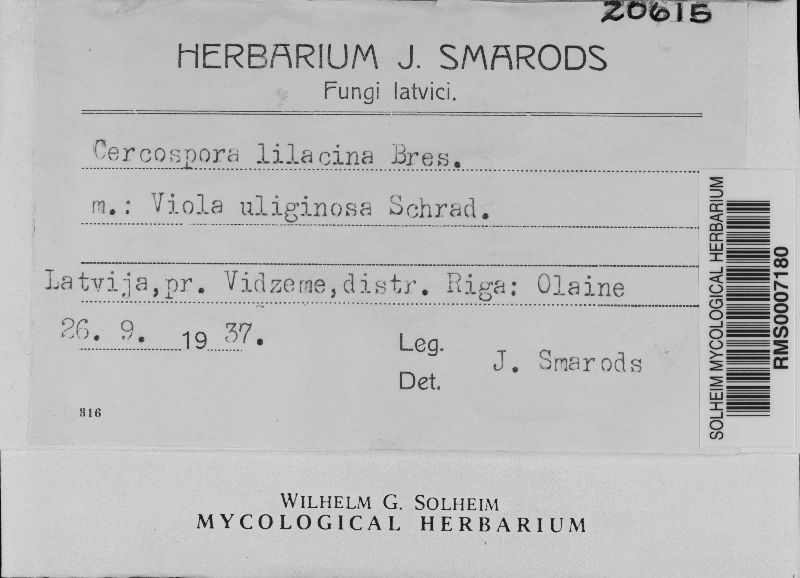 20615
HERBARIUM J. SMARODS
Fungi latvici.
Cercospora lilacina Bres.
m.: Viola uliginosa Schrad.
Latvija,pr. Vidzeme,distr. Riga: Olaine
26. 9. 19 37.
Leg.
Det.
J. Smarods
316
SOLHEIM MYCOLOGICAL HERBARIUM
RMS0007180
WILHELM G. SOLHEIM
MYCOLOGICAL HERBARIUM